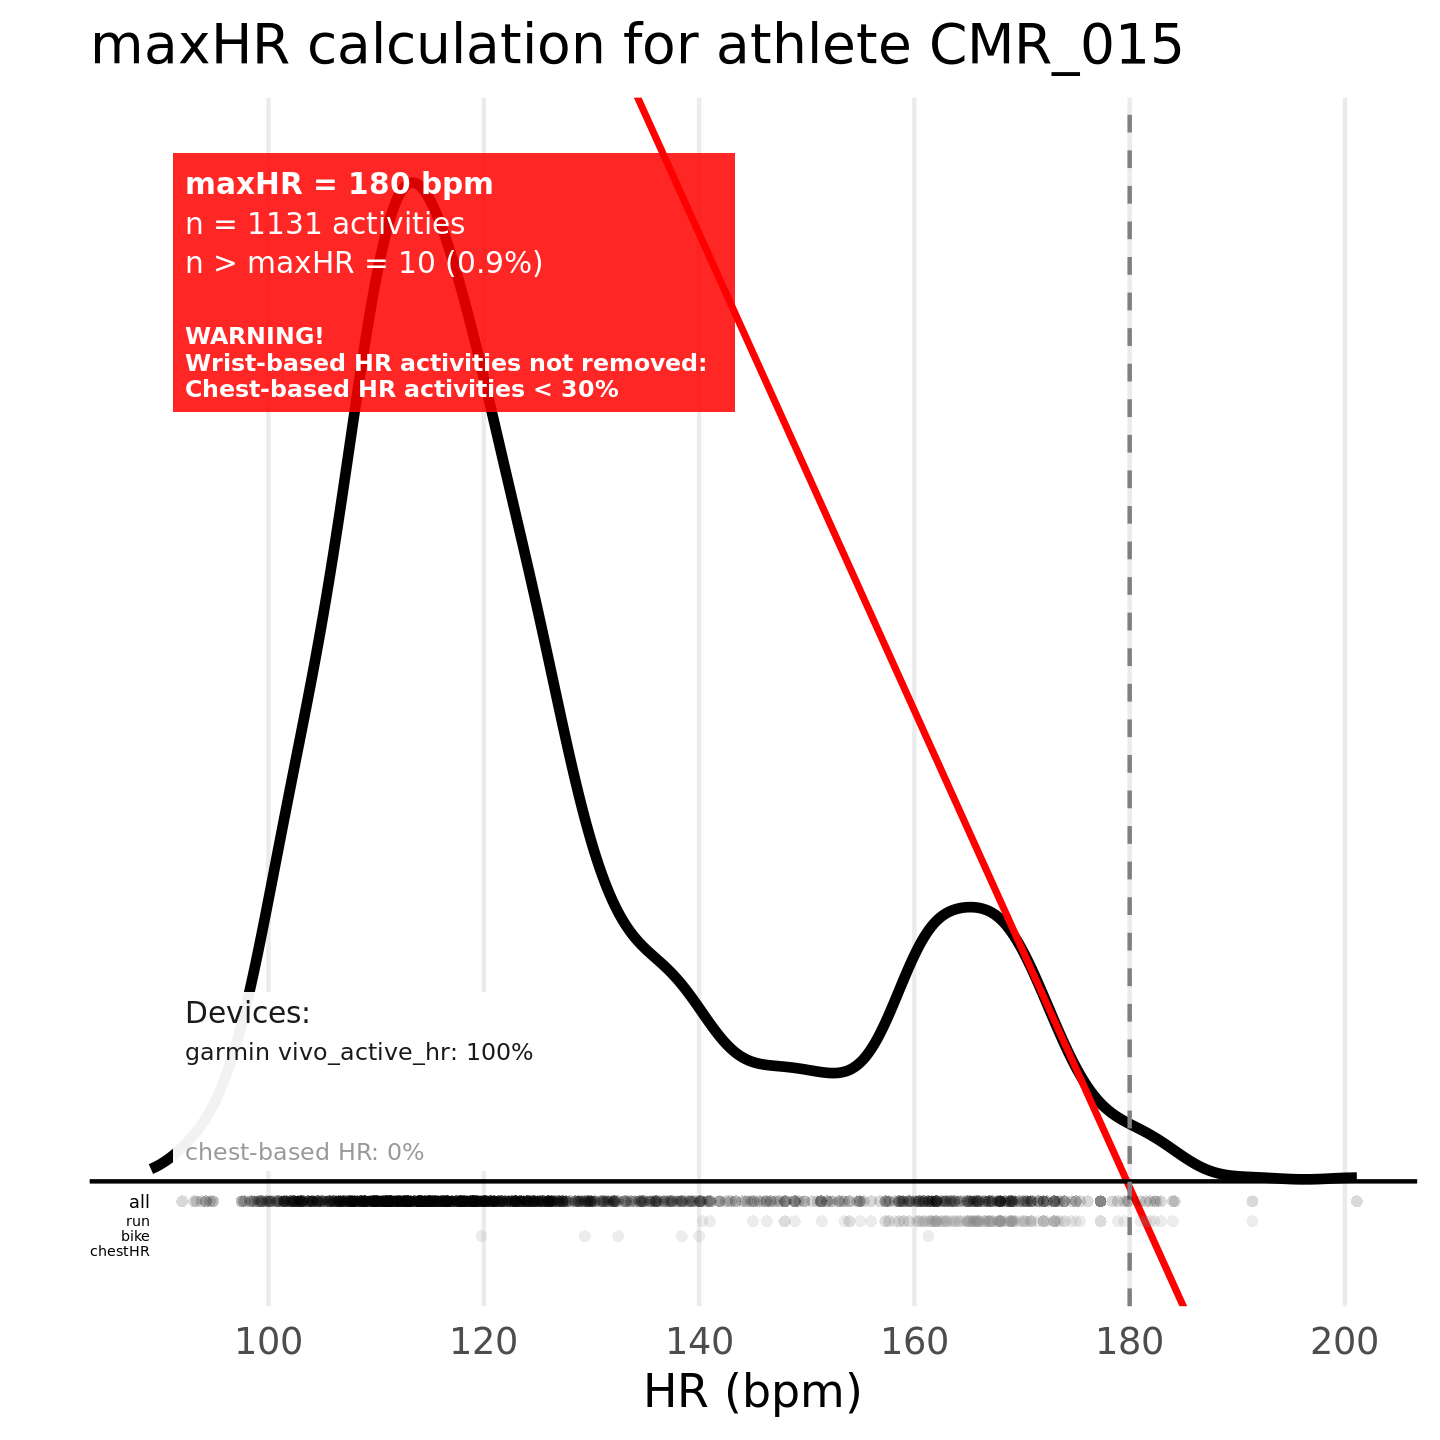 maxHR calculation for athlete CMR_015
maxHR = 180 bpm
n = 1131 activities
n > maxHR = 10 (0.9%)
WARNING!
Wrist-based HR activities not removed:
Chest-based HR activities < 30%
Devices:
garmin vivo_active_hr: 100%
chest-based HR: 0%
all
run
bike
chestHR
100 120 140 160 180 200
HR (bpm)